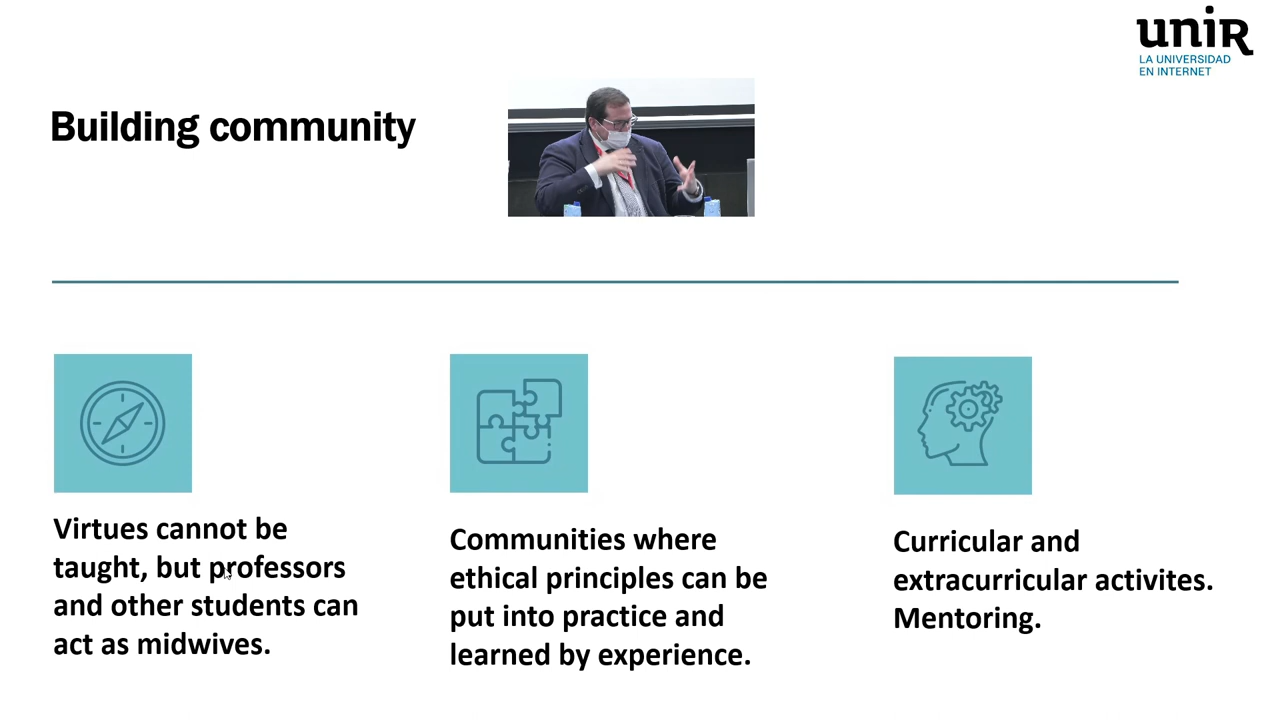 unir
LA UNIVERSIDAD
EN INTERNET
Building community
Virtues cannot be
taught, but professors
and other students can
act as midwives.
Communities where
ethical principles can be
put into practice and
learned by experience.
Curricular and
extracurricular activites.
Mentoring.